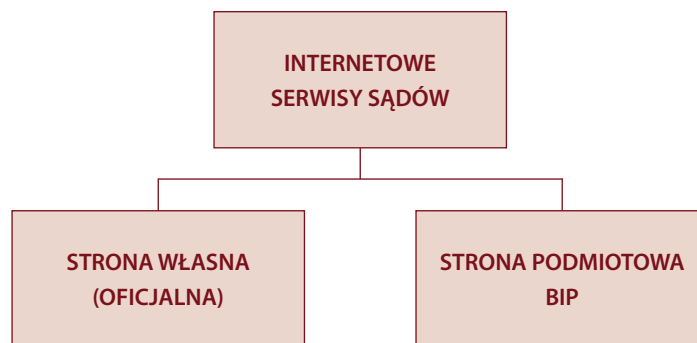 INTERNETOWE
SERWISY SĄDÓW
STRONA WŁASNA
(OFICJALNA)
STRONA PODMIOTOWA
BIP